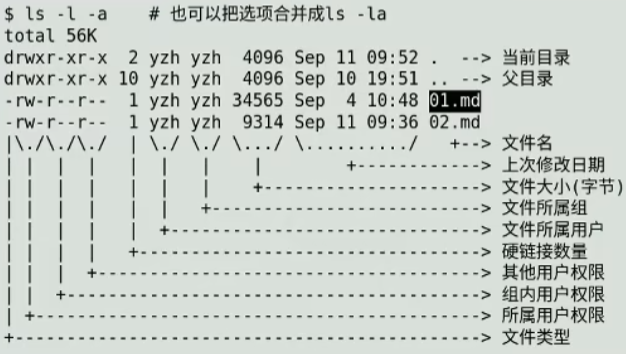 $ ls -l -a    # 也可以把选项合并成ls -la
total 56K
drwxr-xr-x  2 yzh yzh  4096 Sep 11 09:52 .  --> 当前目录
drwxr-xr-x 10 yzh yzh  4096 Sep 10 19:51 .. --> 父目录
-rw-r--r--  1 yzh yzh 34565 Sep  4 10:48 01.md
-rw-r--r--  1 yzh yzh  9314 Sep 11 09:36 02.md
|\./\./\./  | \./ \./ \.../ \........../   +--> 文件名
| |  |  |   |  |   |    |        +------------> 上次修改日期
| |  |  |   |  |   |    +---------------------> 文件大小(字节)
| |  |  |   |  |   +--------------------------> 文件所属组
| |  |  |   |  +------------------------------> 文件所属用户
| |  |  |   +---------------------------------> 硬链接数量
| |  |  +-------------------------------------> 其他用户权限
| |  +----------------------------------------> 组内用户权限
| +-------------------------------------------> 所属用户权限
+---------------------------------------------> 文件类型